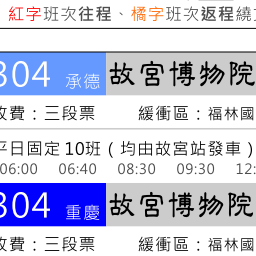 紅字班次往程、橘字班次返程繞
304 承德 故宮博物院
收費：三段票 緩衝區：福林國
平日固定10班（均由故宮站發車）
06:00 06:40 08:30 09:30 12:
304 重慶 故宮博物院
收費：三段票 緩衝區：福林國